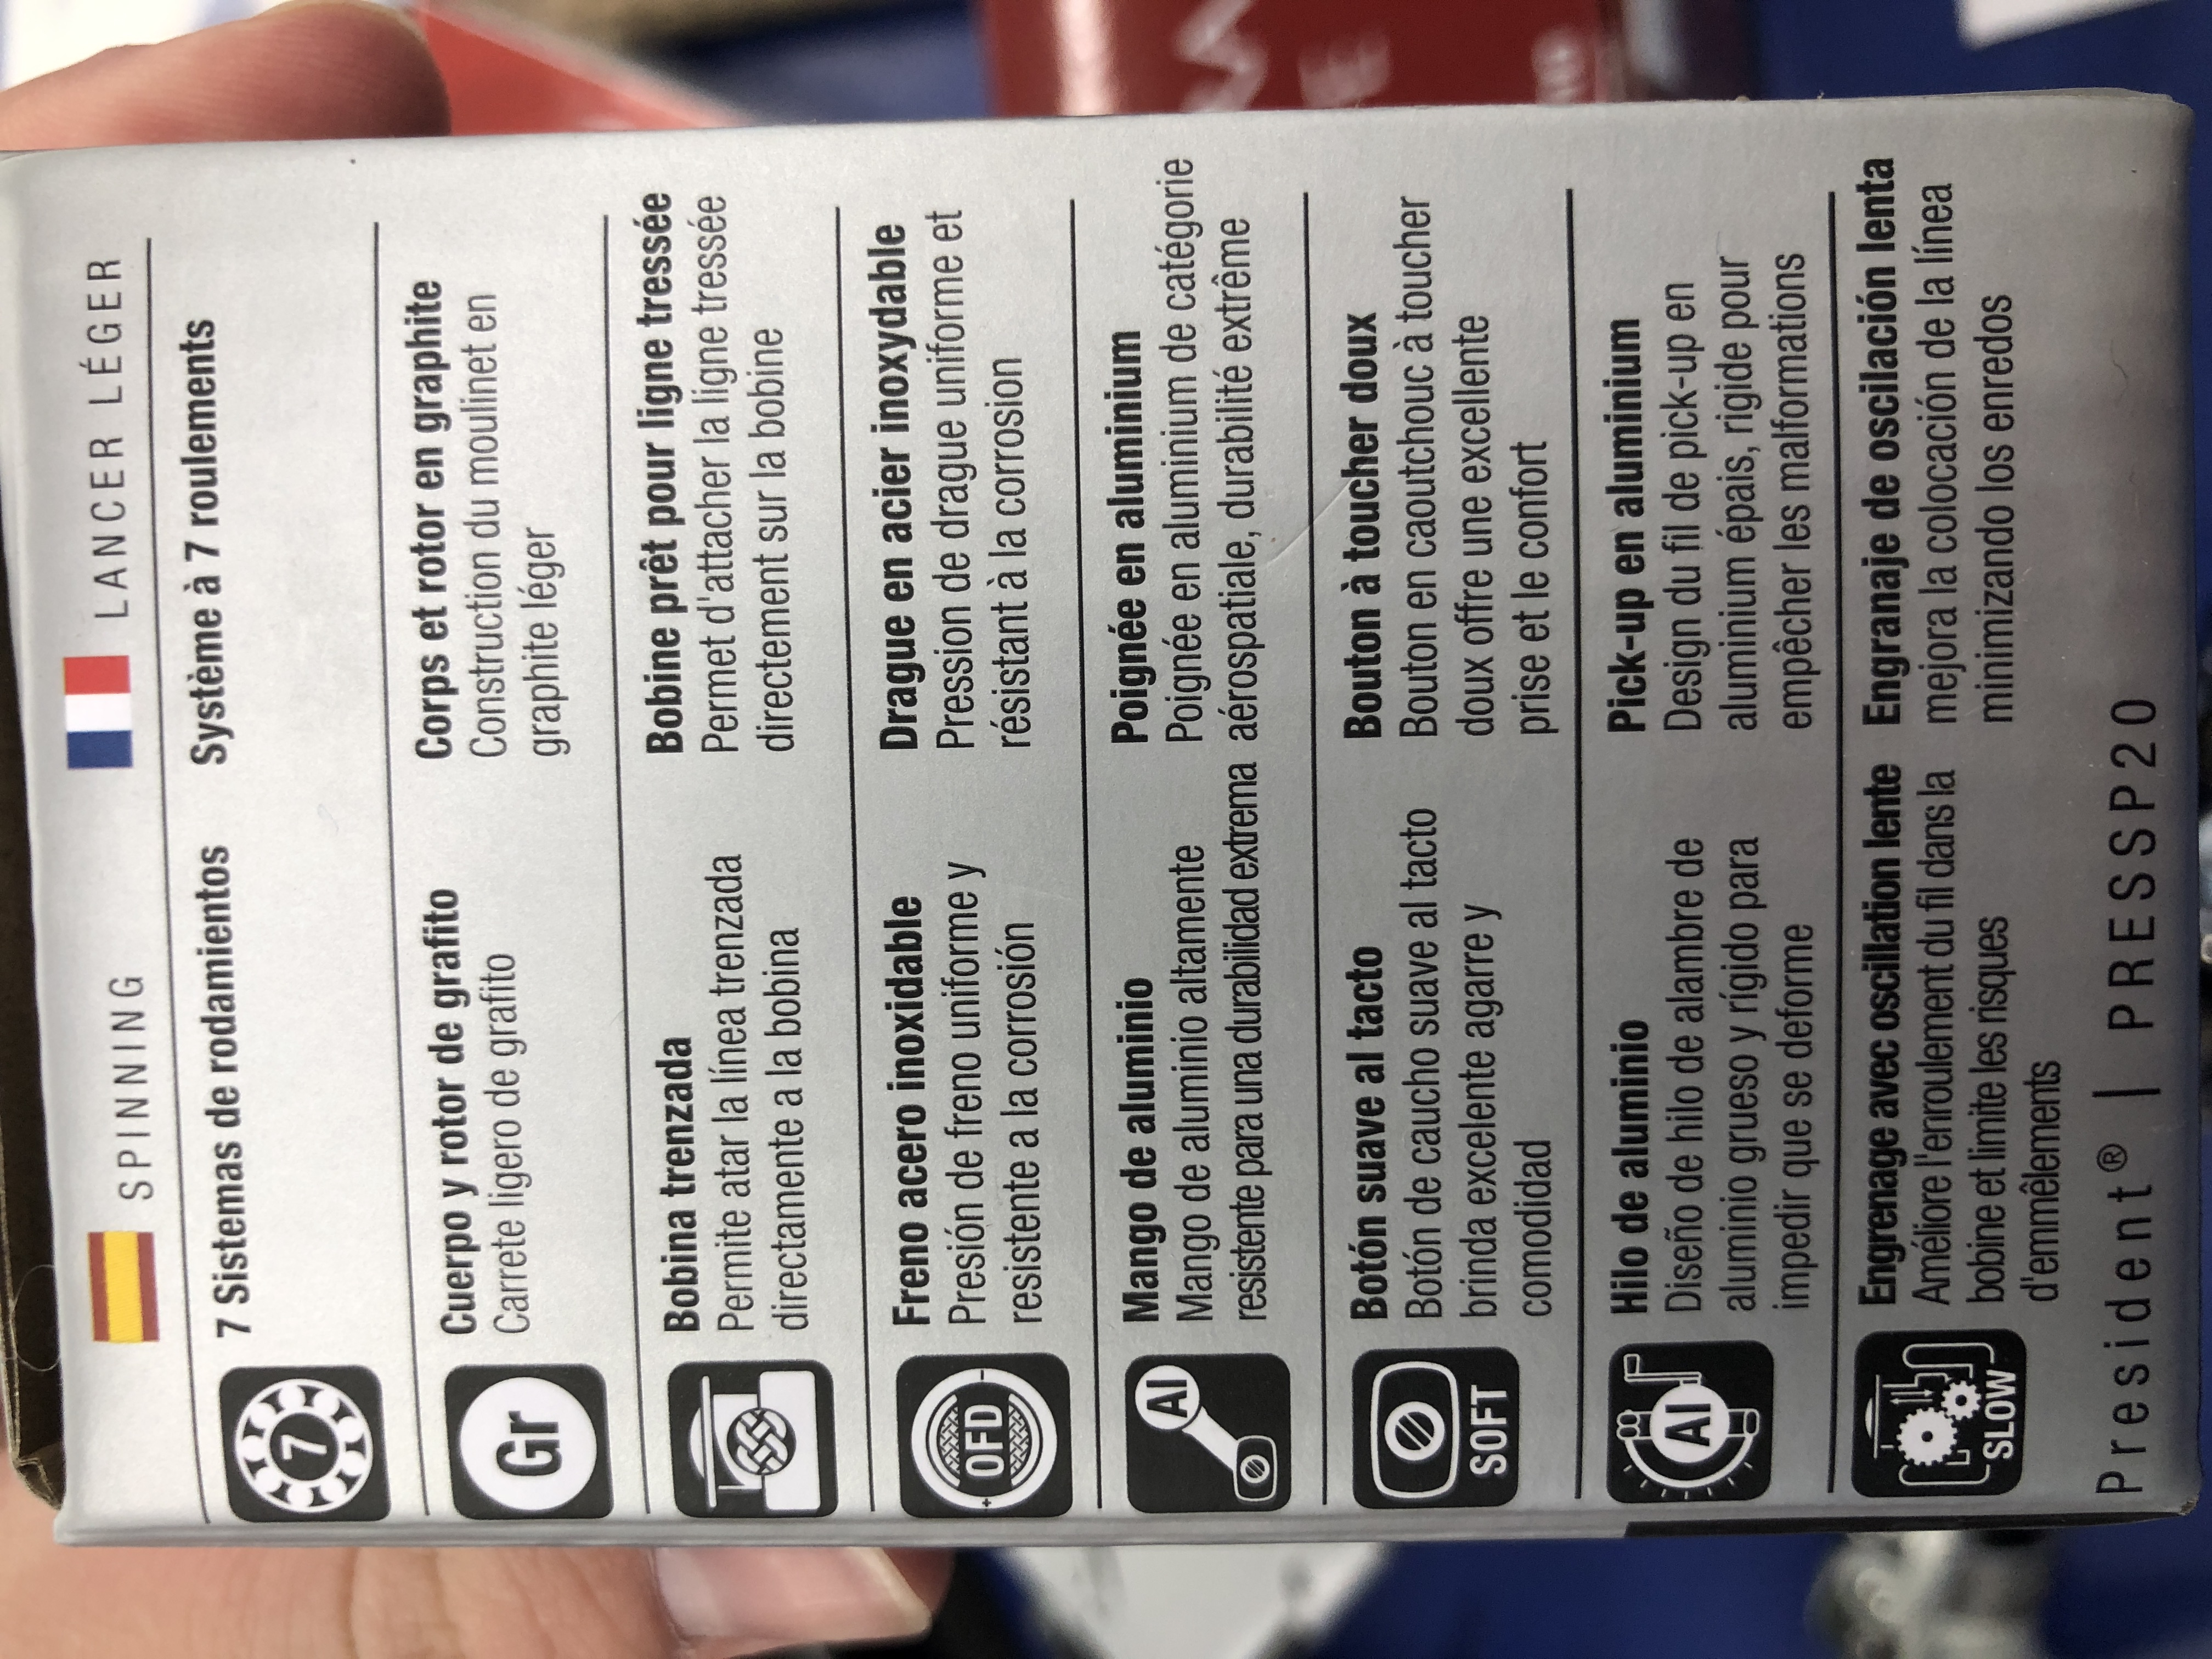 SPINNING
LANCER LÉGER
7
7 Sistemas de rodamientos
Système à 7 roulements
Gr
Cuerpo y rotor de grafito
Carrete ligero de grafito
Corps et rotor en graphite
Construction du moulinet en
graphite léger
Bobina trenzada
Permite atar la línea trenzada
directamente a la bobina
Bobine prêt pour ligne tressée
Permet d'attacher la ligne tressée
directement sur la bobine
OFD
Freno acero inoxidable
Presión de freno uniforme y
resistente a la corrosión
Drague en acier inoxydable
Pression de drague uniforme et
résistant à la corrosion
Al
Mango de aluminio
Mango de aluminio altamente
resistente para una durabilidad extrema
Poignée en aluminium
Poignée en aluminium de catégorie
aérospatiale, durabilité extrême
SOFT
Botón suave al tacto
Botón de caucho suave al tacto
brinda excelente agarre y
comodidad
Bouton à toucher doux
Bouton en caoutchouc à toucher
doux offre une excellente
prise et le confort
Al
Hilo de aluminio
Diseño de hilo de alambre de
aluminio grueso y rígido para
impedir que se deforme
Pick-up en aluminium
Design du fil de pick-up en
aluminium épais, rigide pour
empêcher les malformations
SLOW
Engrenage avec oscillation lente
Améliore l'enroulement du fil dans la
bobine et limite les risques
d'emmêlements
Engranaje de oscilación lenta
mejora la colocación de la línea
minimizando los enredos
President® | PRESSP20